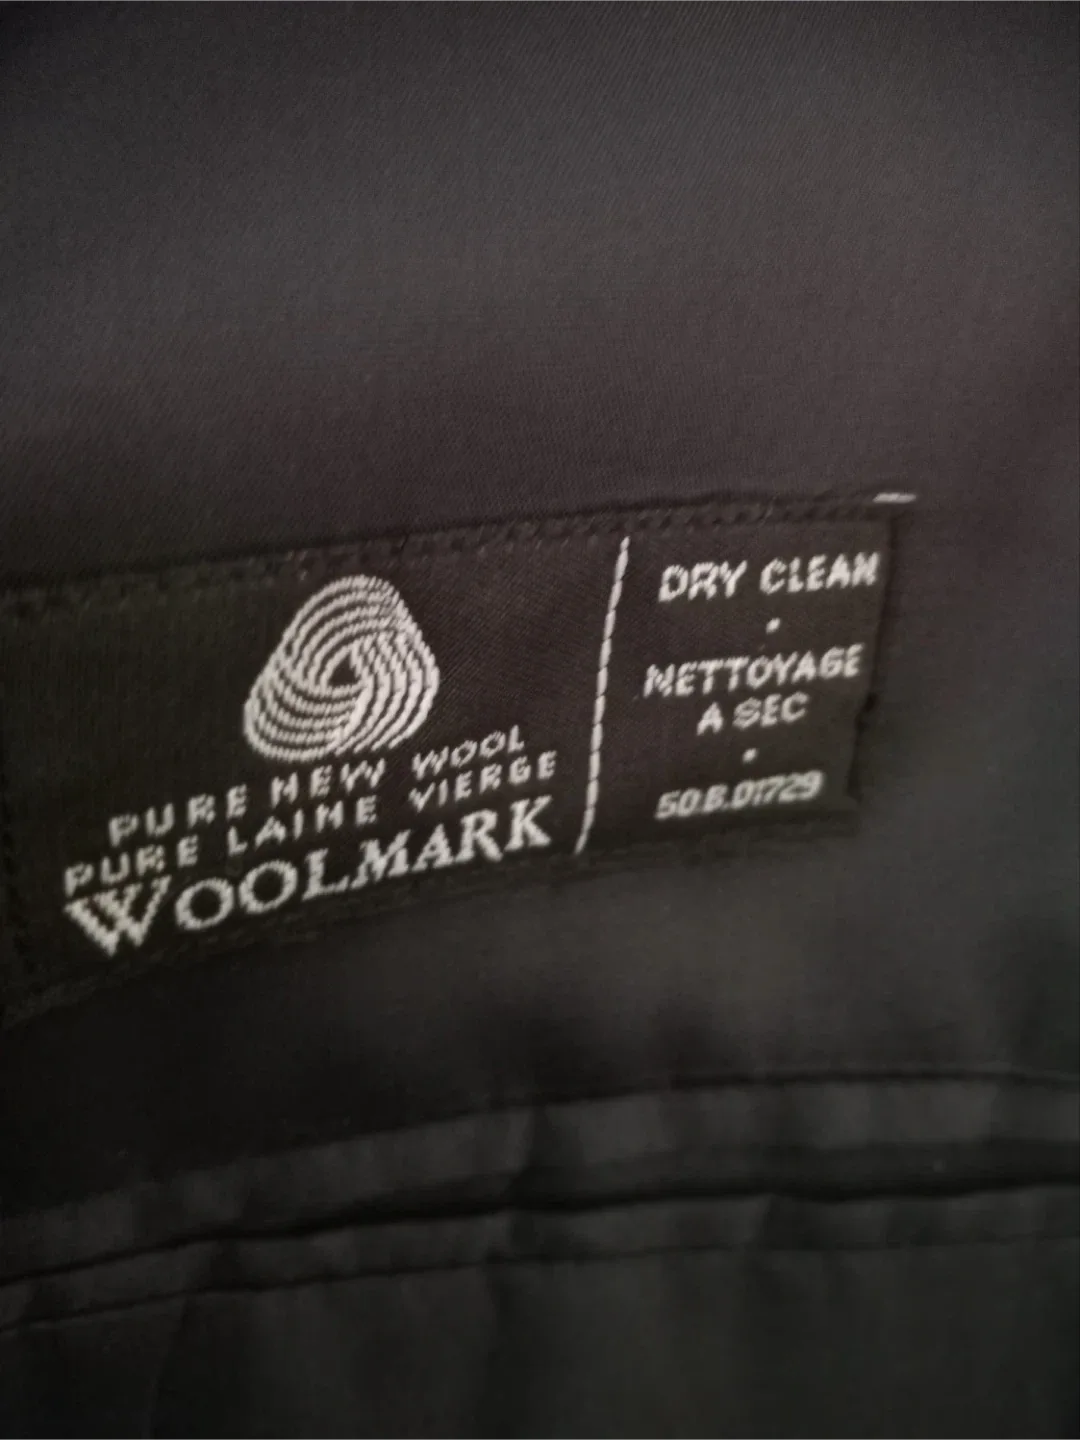 PURE NEW WOOL
PURE LAINE VIERGE
WOOLMARK
DRY CLEAN
•
NETTOYAGE
A SEC
•
50.B.01729